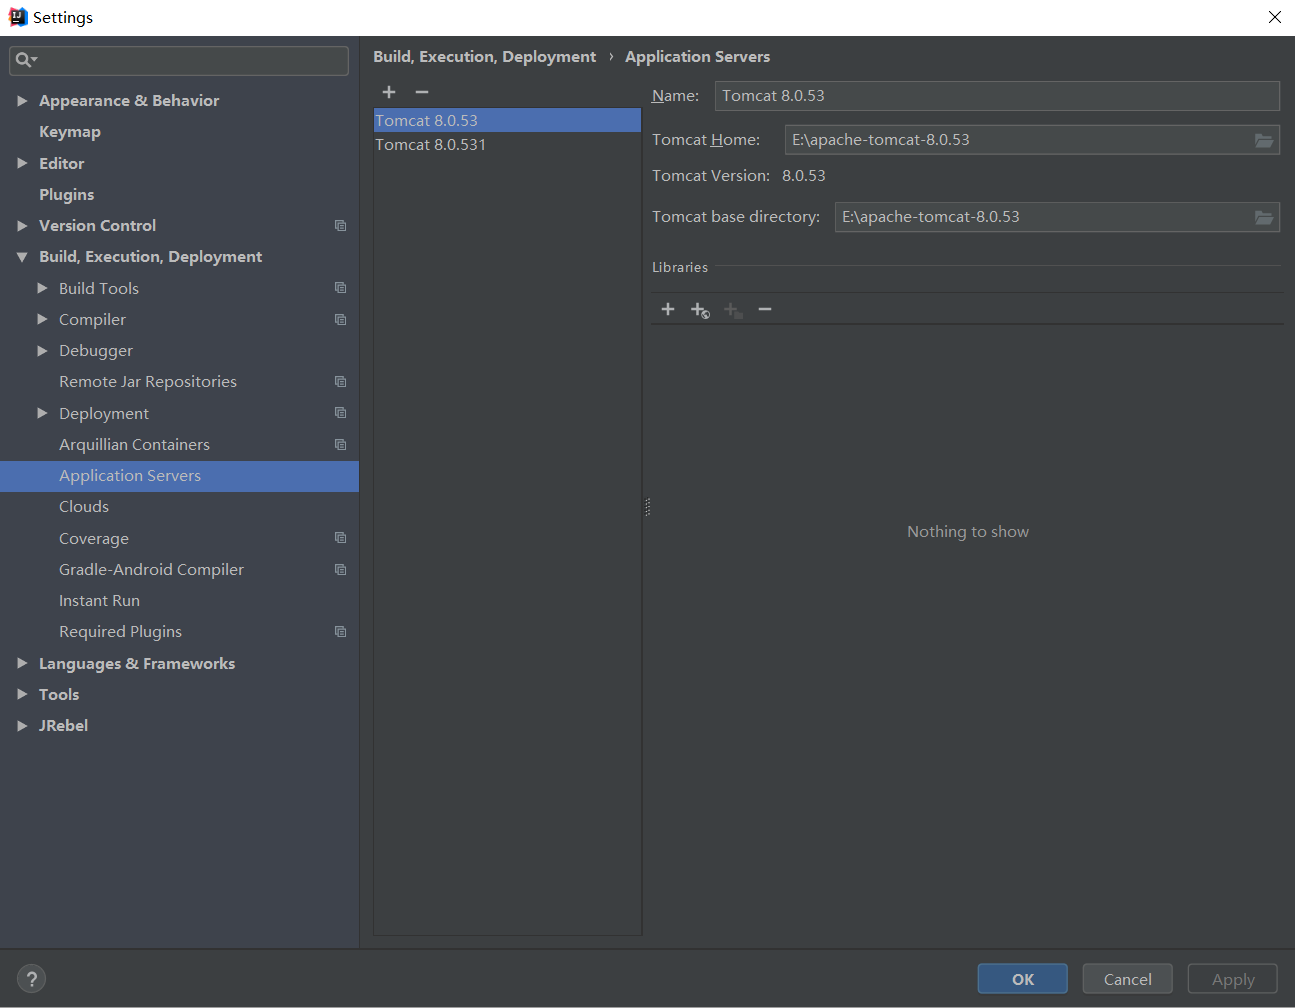 Settings
Appearance & Behavior
Keymap
Editor
Plugins
Version Control
Build, Execution, Deployment
Build Tools
Compiler
Debugger
Remote Jar Repositories
Deployment
Arquillian Containers
Application Servers
Clouds
Coverage
Gradle-Android Compiler
Instant Run
Required Plugins
Languages & Frameworks
Tools
JRebel
Build, Execution, Deployment › Application Servers
Tomcat 8.0.53
Tomcat 8.0.531
Name: Tomcat 8.0.53
Tomcat Home: E:\apache-tomcat-8.0.53
Tomcat Version: 8.0.53
Tomcat base directory: E:\apache-tomcat-8.0.53
Libraries
Nothing to show
?
OK Cancel Apply